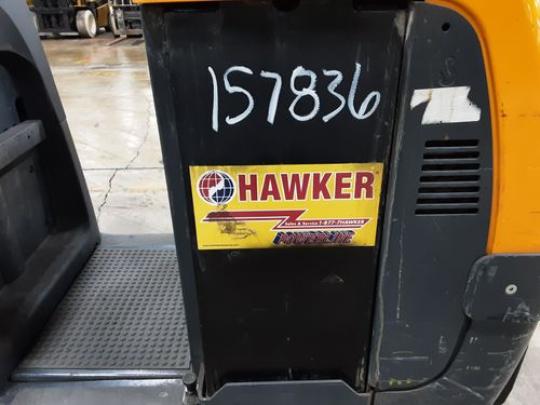 157836
HAWKER
Sales & Service: 1-877-7HAWKER
POWERLINE